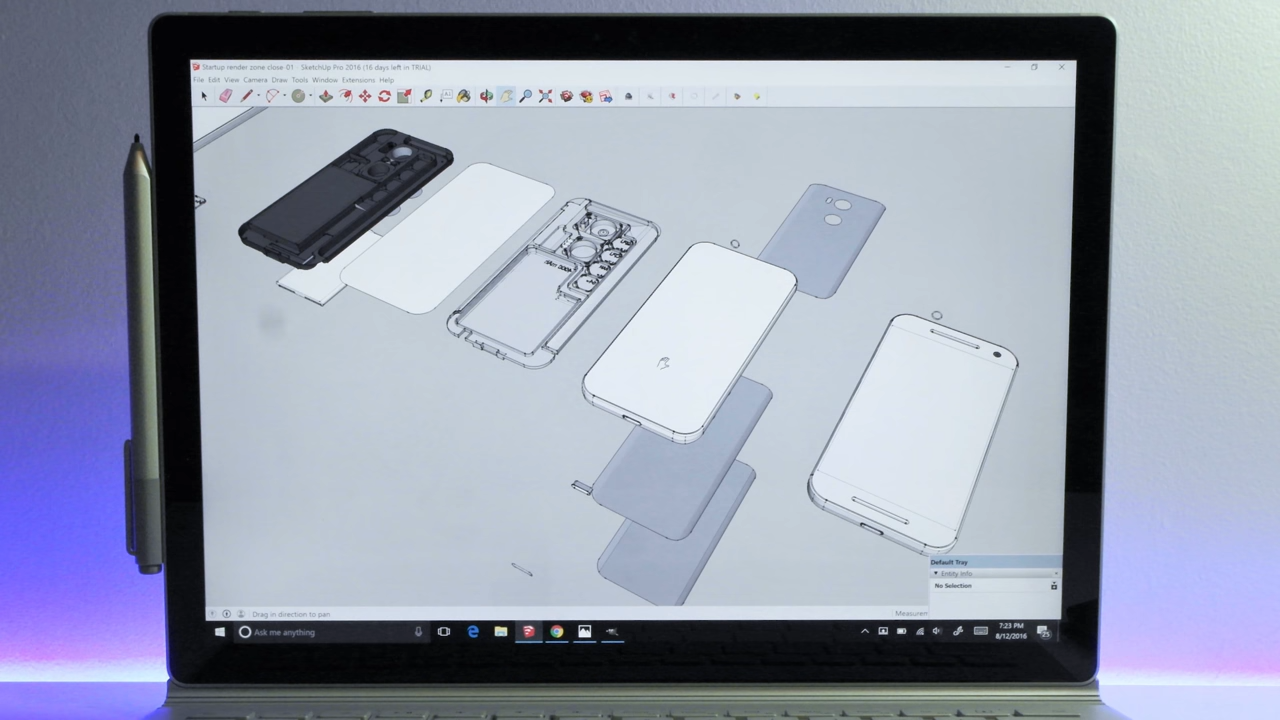 Startup render zone close 01 - SketchUp Pro 2016 (16 days left in TRIAL)
File Edit View Camera Draw Tools Window Extensions Help
Default Tray
Entity Info
No Selection
Drag in direction to pan
Measurem
Ask me anything
7:23 PM
8/12/2016
25